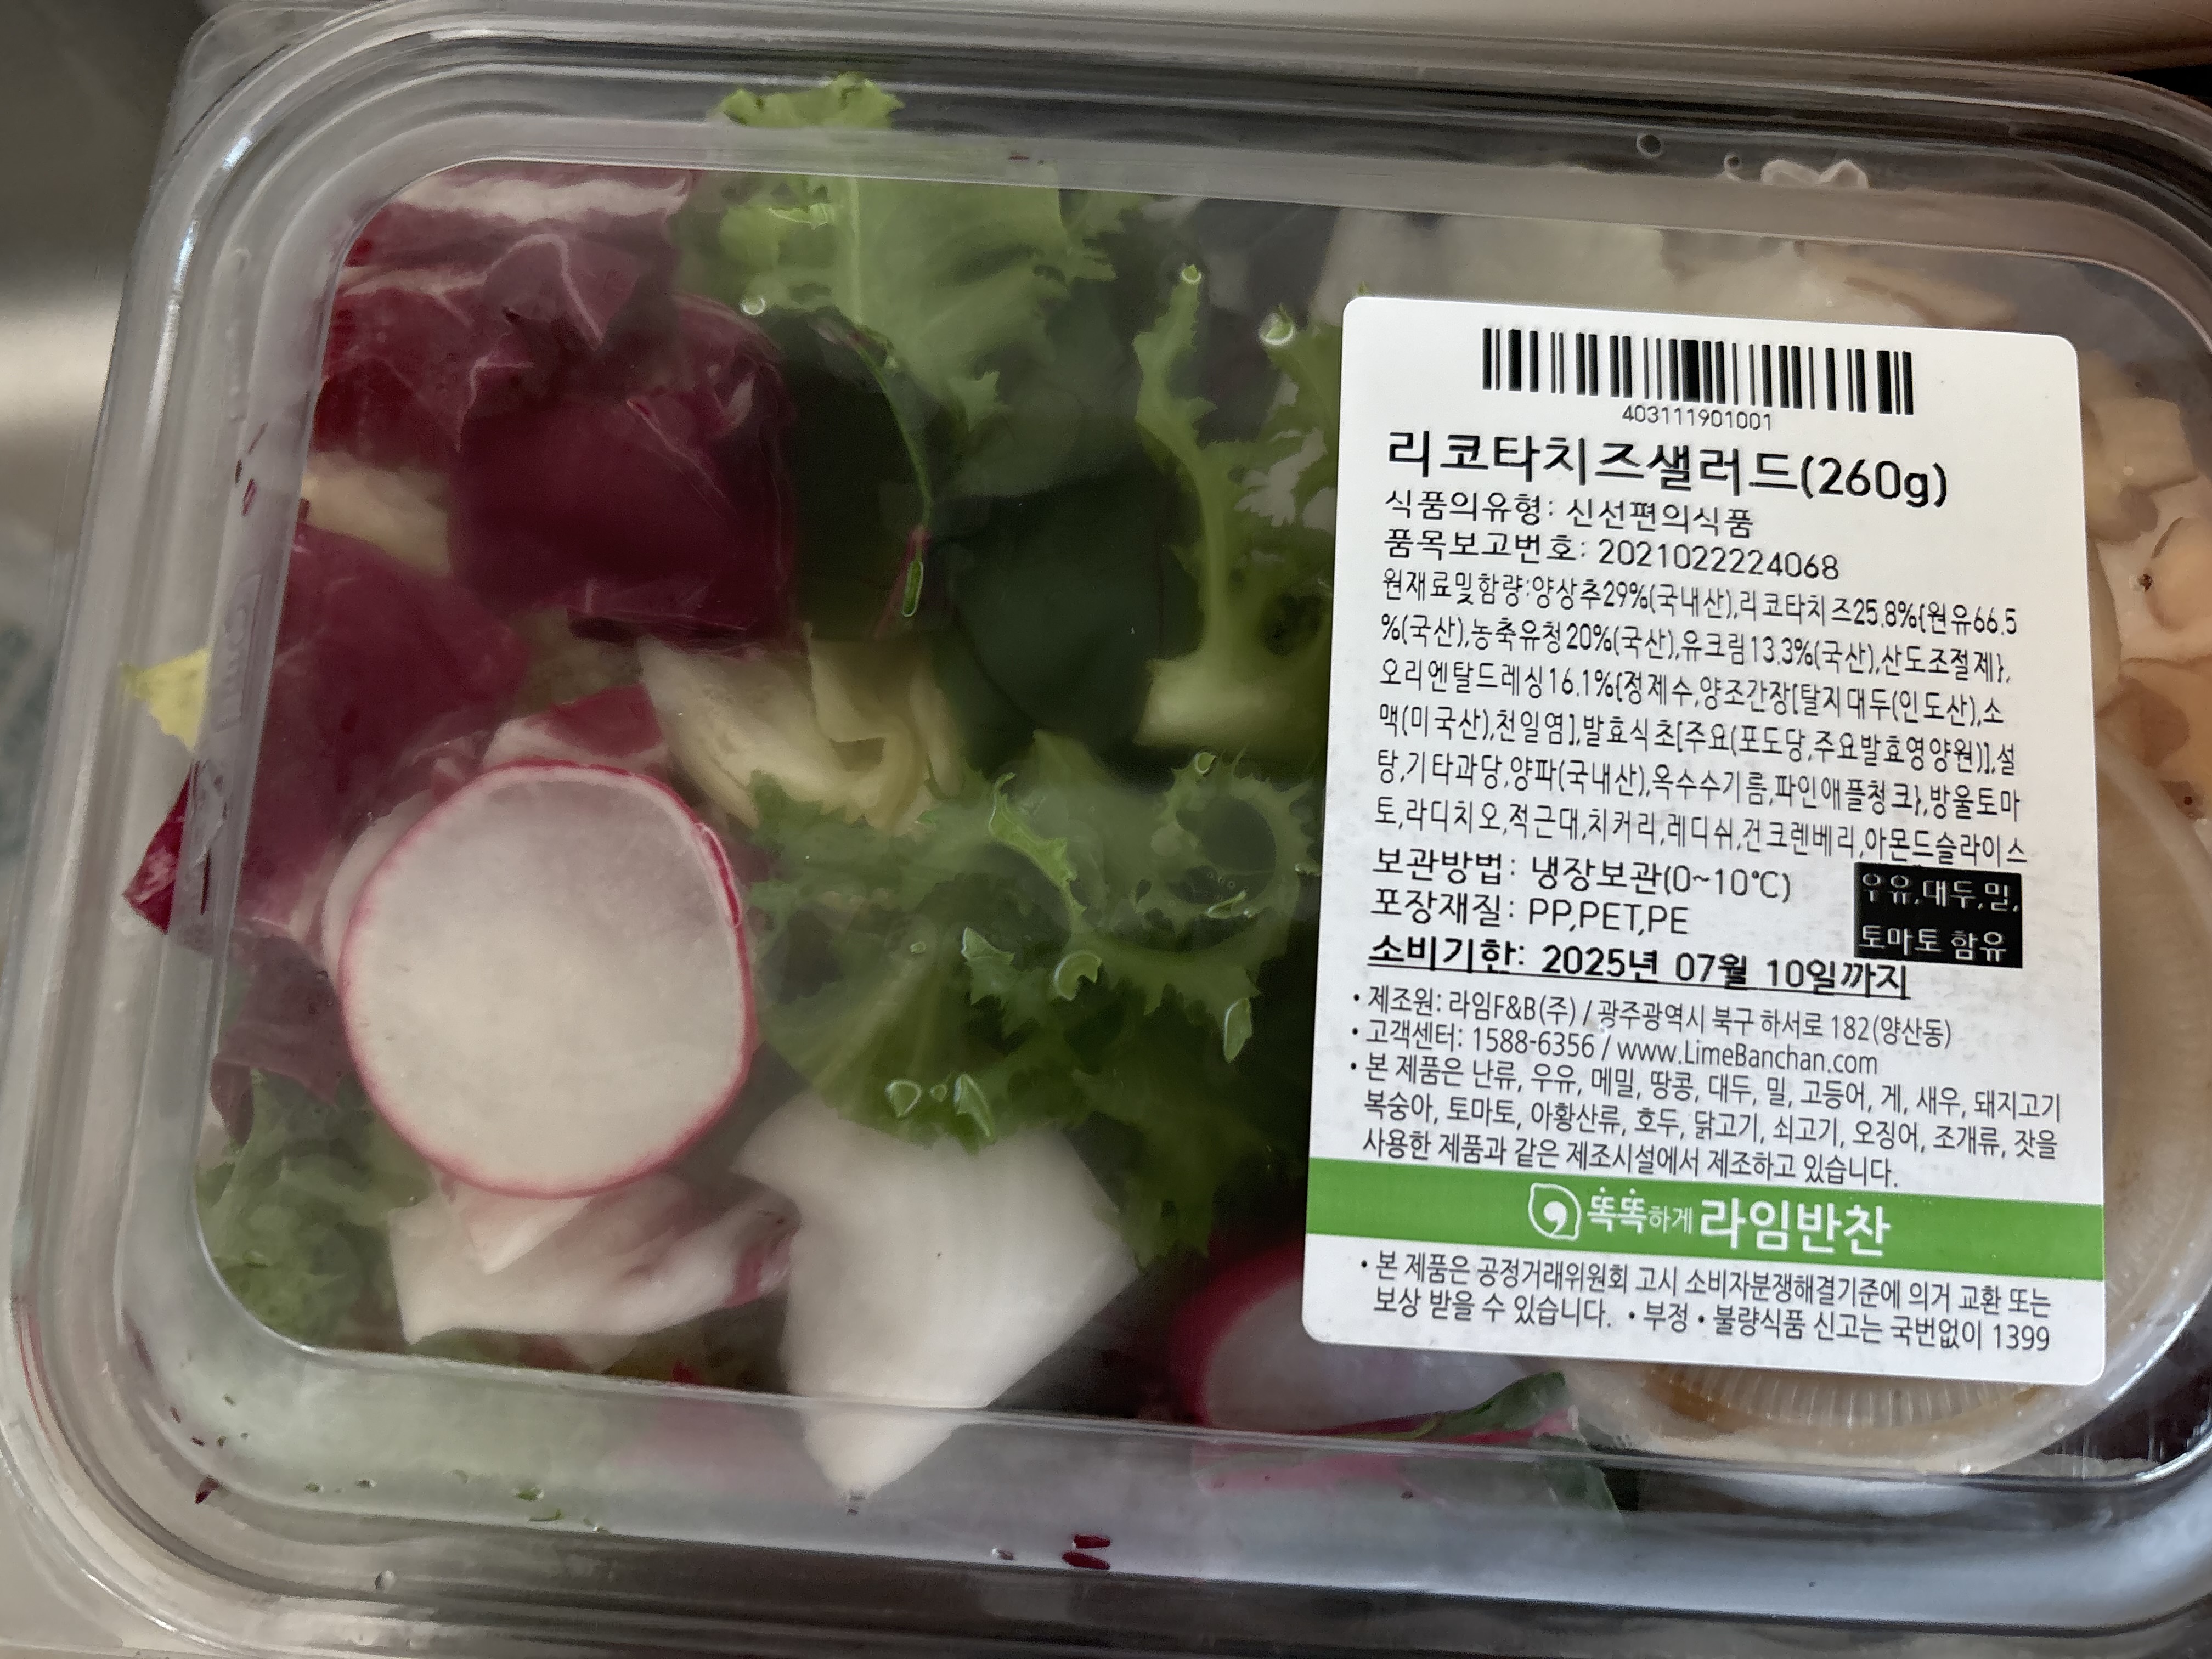 403111901001
리코타치즈샐러드(260g)
식품의유형: 신선편의식품
품목보고번호: 2021022224068
원재료및함량:양상추29%(국내산),리코타치즈25.8%{원유66.5
%(국산),농축유청20%(국산),유크림13.3%(국산),산도조절제},
오리엔탈드레싱16.1%{정제수,양조간장[탈지대두(인도산),소
맥(미국산),천일염],발효식초[주요(포도당,주요발효영양원)],설
탕,기타과당,양파(국내산),옥수수기름,파인애플청크},방울토마
토,라디치오,적근대,치커리,레디쉬,건크렌베리,아몬드슬라이스
보관방법: 냉장보관(0~10℃)
포장재질: PP,PET,PE
우유,대두,밀,
토마토 함유
소비기한: 2025년 07월 10일까지
• 제조원: 라임F&B(주) / 광주광역시 북구 하서로 182(양산동)
• 고객센터: 1588-6356 / www.LimeBanchan.com
• 본 제품은 난류, 우유, 메밀, 땅콩, 대두, 밀, 고등어, 게, 새우, 돼지고기
복숭아, 토마토, 아황산류, 호두, 닭고기, 쇠고기, 오징어, 조개류, 잣을
사용한 제품과 같은 제조시설에서 제조하고 있습니다.
똑똑하게 라임반찬
• 본 제품은 공정거래위원회 고시 소비자분쟁해결기준에 의거 교환 또는
보상 받을 수 있습니다. • 부정 • 불량식품 신고는 국번없이 1399